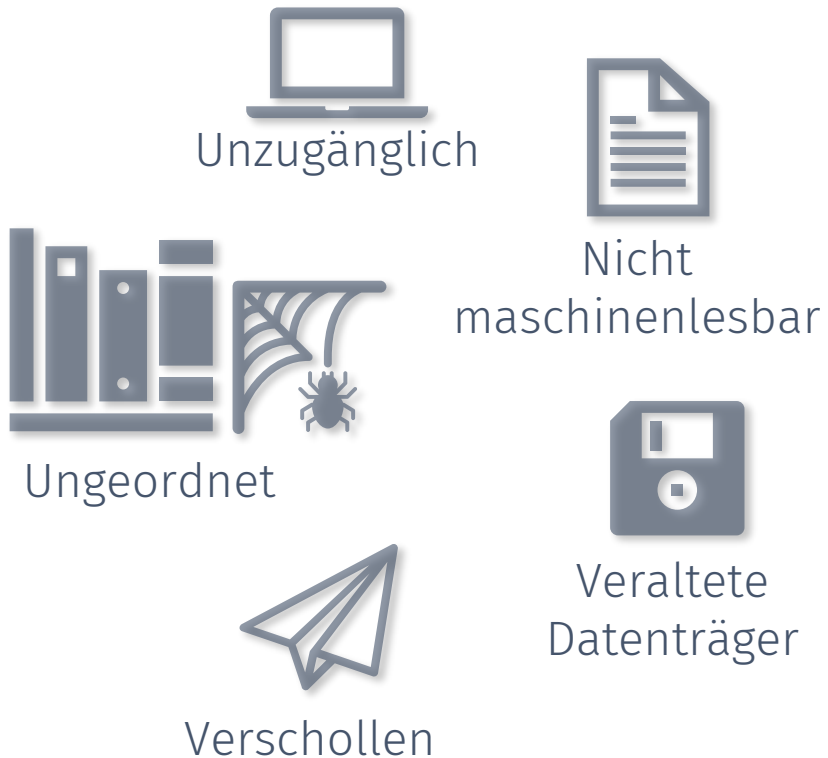 Unzugänglich
Nicht
maschinenlesbar
Ungeordnet
Veraltete
Datenträger
Verschollen